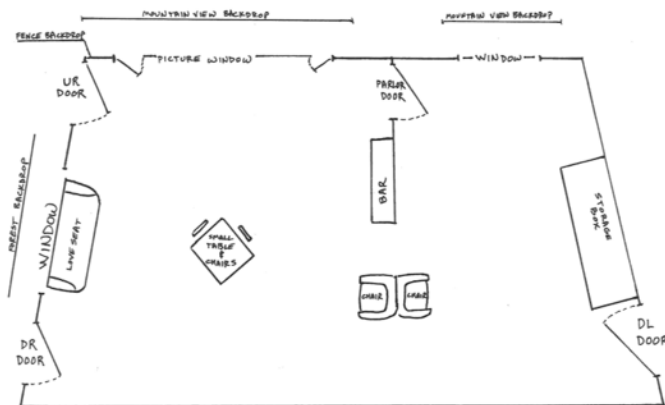 MOUNTAIN VIEW BACKDROP
MOUNTAIN VIEW BACKDROP
FENCE BACKDROP
PICTURE WINDOW
WINDOW
UR
DOOR
PARLOR
DOOR
FOREST BACKDROP
WINDOW
LOVE SEAT
SMALL
TABLE
&
CHAIRS
BAR
STORAGE
BOX
CHAIR
CHAIR
DR
DOOR
DL
DOOR